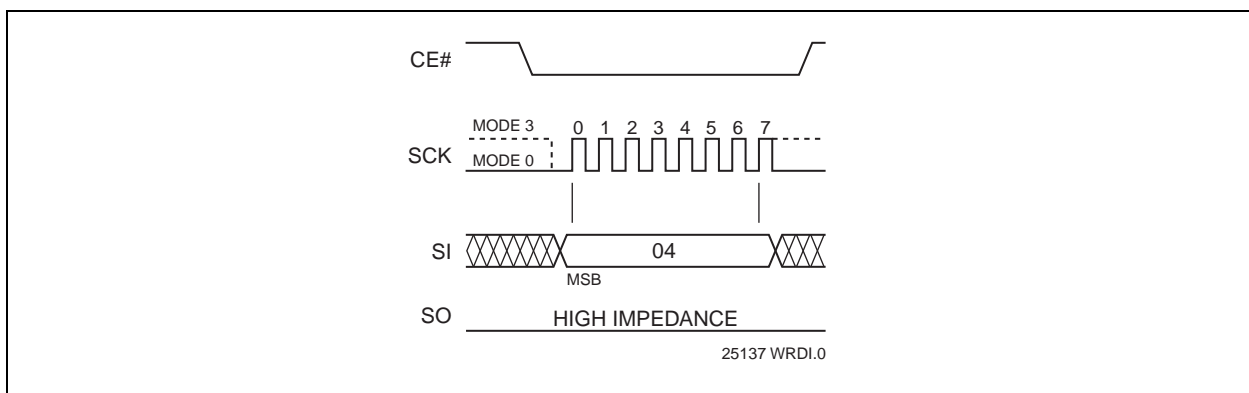 CE#
MODE 3
0 1 2 3 4 5 6 7
SCK
MODE 0
SI
04
MSB
SO
HIGH IMPEDANCE
25137 WRDI.0